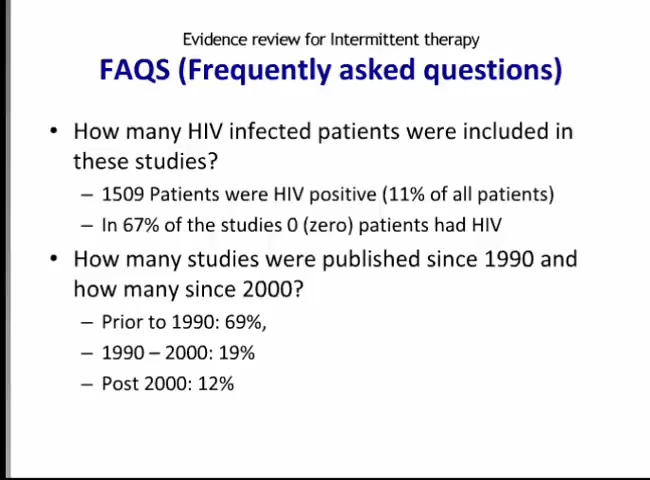 Evidence review for Intermittent therapy
FAQS (Frequently asked questions)
• How many HIV infected patients were included in
these studies?
– 1509 Patients were HIV positive (11% of all patients)
– In 67% of the studies 0 (zero) patients had HIV
• How many studies were published since 1990 and
how many since 2000?
– Prior to 1990: 69%,
– 1990 – 2000: 19%
– Post 2000: 12%